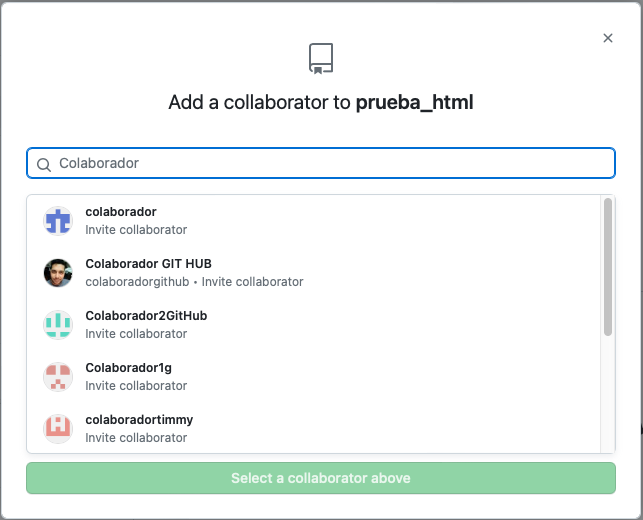 Add a collaborator to prueba_html
Colaborador
colaborador
Invite collaborator
Colaborador GIT HUB
colaboradorgithub • Invite collaborator
Colaborador2GitHub
Invite collaborator
Colaborador1g
Invite collaborator
colaboradortimmy
Invite collaborator
Select a collaborator above